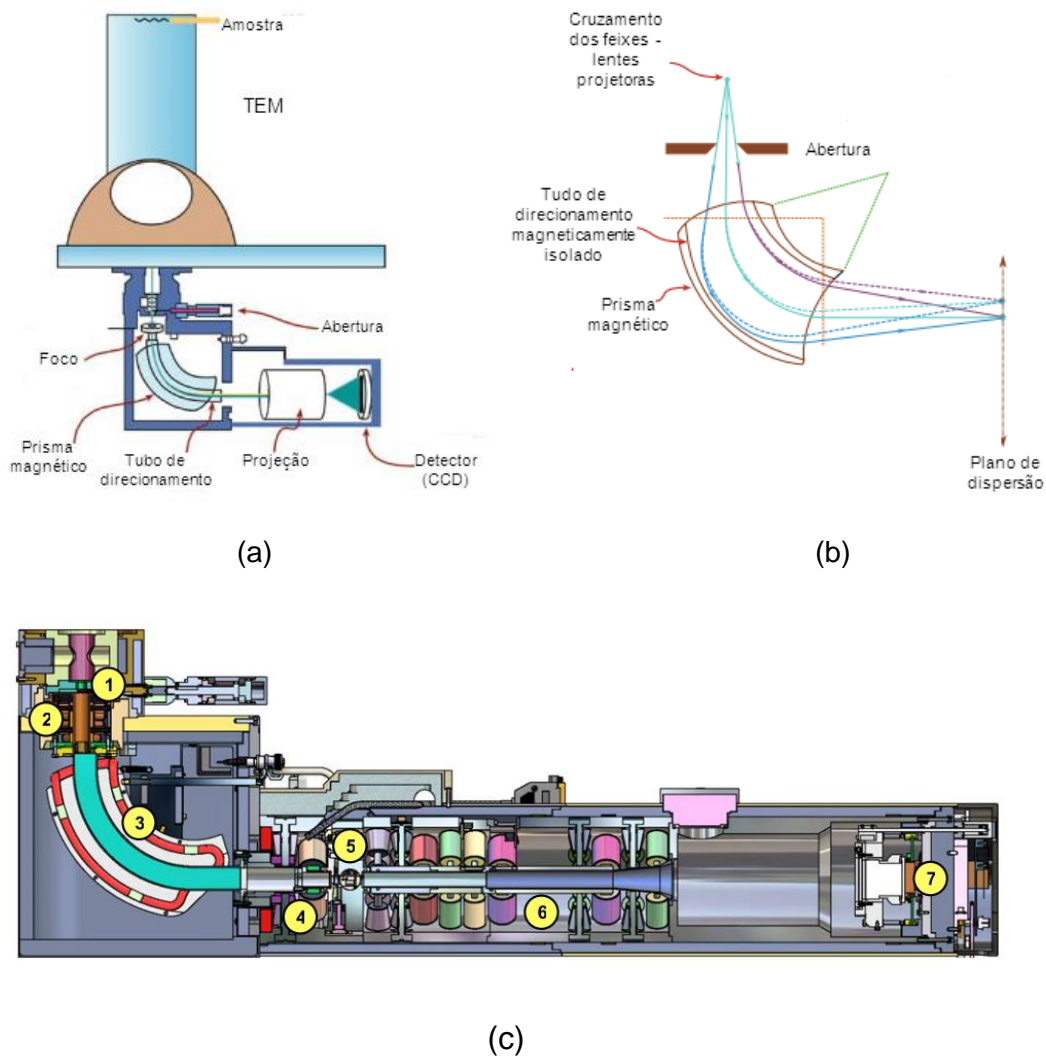 Amostra
TEM
Abertura
Foco
Prisma
magnético
Tubo de
direcionamento
Projeção
Detector
(CCD)
(a)
Cruzamento
dos feixes -
lentes
projetoras
Abertura
Tudo de
direcionamento
magneticamente
isolado
Prisma
magnético
Plano de
dispersão
(b)
1
2
3
4
5
6
7
(c)